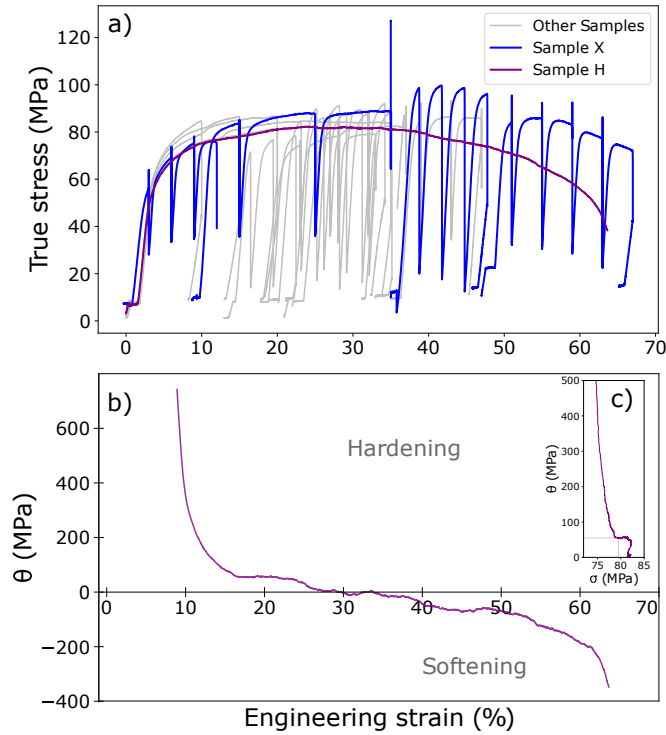 a)
Other Samples
Sample X
Sample H
True stress (MPa)
120
100
80
60
40
20
0
0 10 20 30 40 50 60 70
b)
Hardening
Softening
θ (MPa)
600
400
200
0
−200
−400
0 10 20 30 40 50 60 70
Engineering strain (%)
c)
θ (MPa)
500
400
300
200
100
0
75 80 85
σ (MPa)